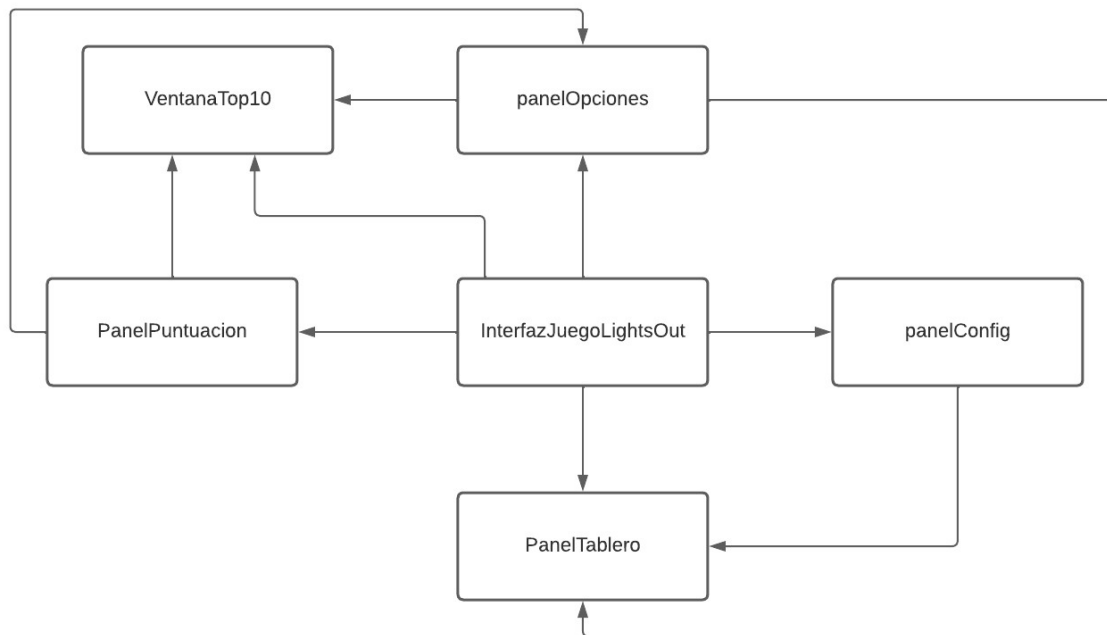 VentanaTop10
panelOpciones
PanelPuntuacion
InterfazJuegoLightsOut
panelConfig
PanelTablero